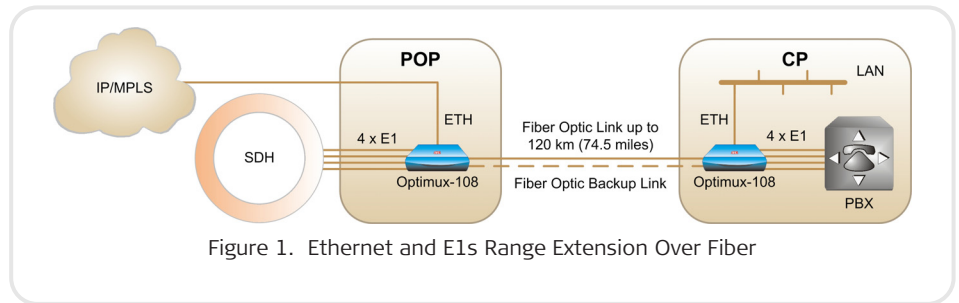 POP
CP
IP/MPLS
LAN
ETH
ETH
4 x E1
Fiber Optic Link up to
120 km (74.5 miles)
4 x E1
SDH
Optimux-108
Fiber Optic Backup Link
Optimux-108
PBX
Figure 1. Ethernet and E1s Range Extension Over Fiber